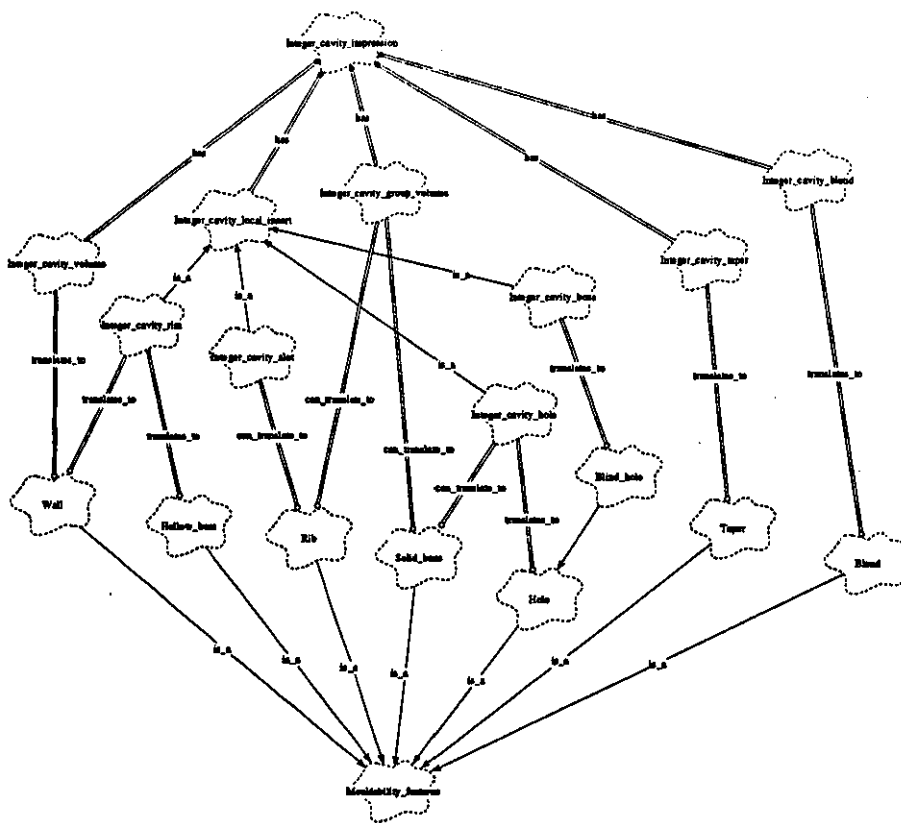 Integer_cavity_impression
has
has
has
has
has
Integer_cavity_blend
Integer_cavity_group_volume
Integer_cavity_local_insert
Integer_cavity_volume
Integer_cavity_taper
is_a
is_a
is_a
Integer_cavity_boss
Integer_cavity_rim
Integer_cavity_slot
is_a
translates_to
translates_to
translates_to
translates_to
can_translate_to
Integer_cavity_hole
translates_to
translates_to
can_translate_to
can_translate_to
can_translate_to
Blind_hole
translates_to
Wall
Hollow_boss
Rib
Solid_boss
Taper
Blend
Hole
is_a
is_a
is_a
is_a
is_a
is_a
is_a
Mouldability_features